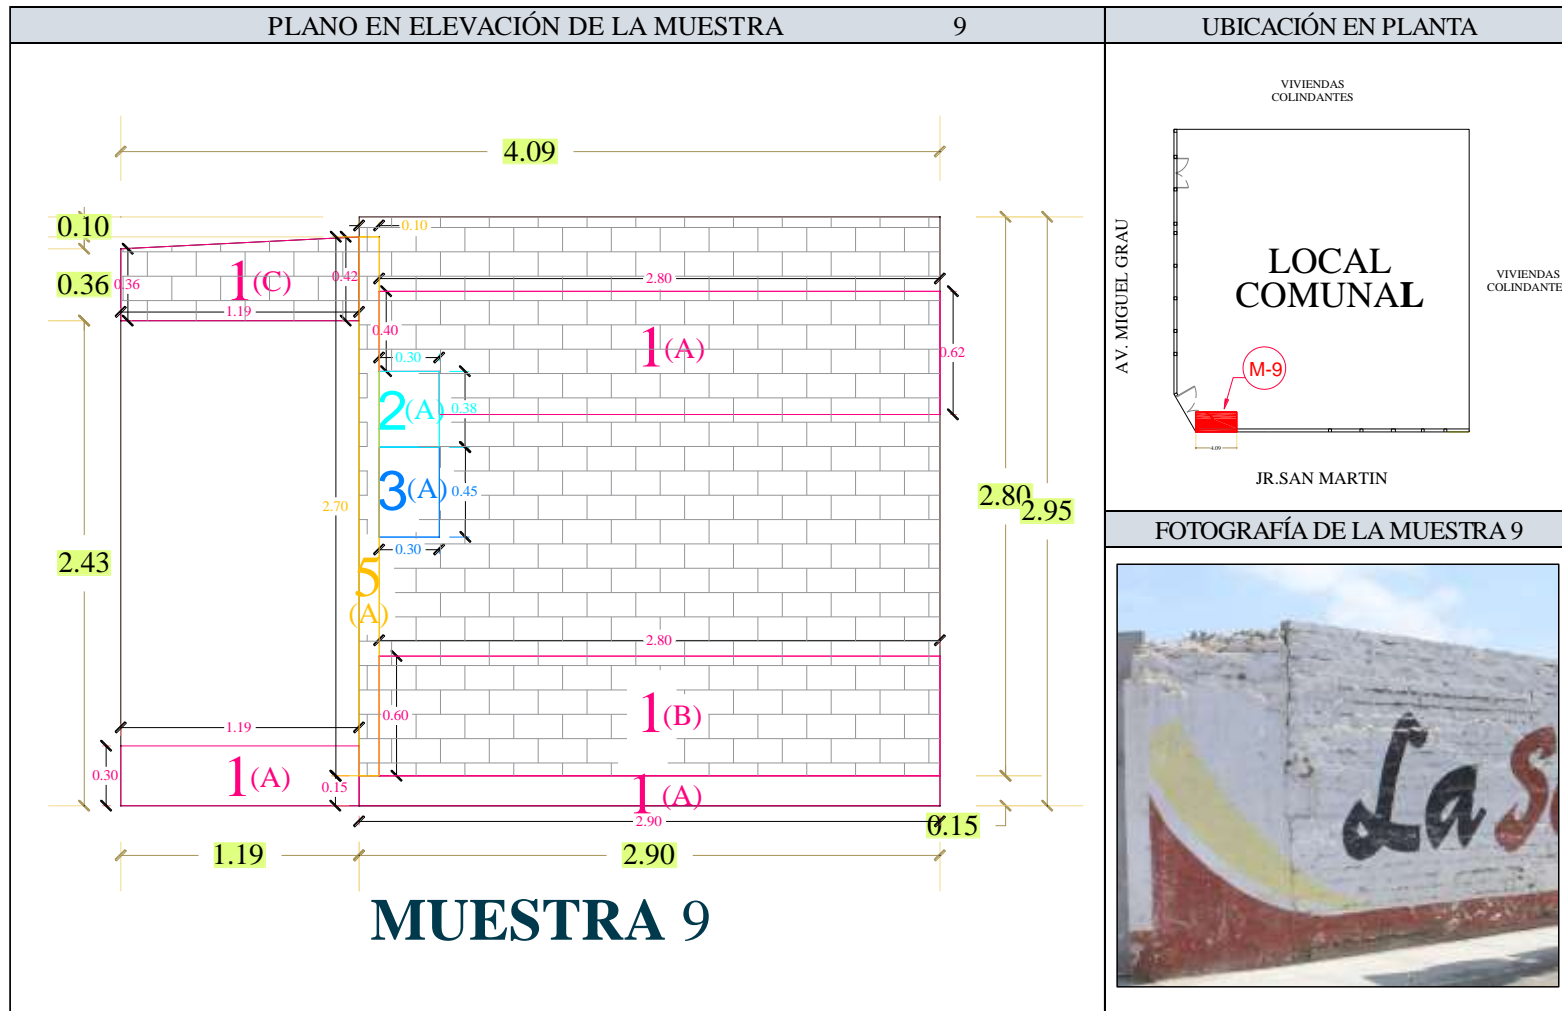 PLANO EN ELEVACIÓN DE LA MUESTRA 9
UBICACIÓN EN PLANTA
VIVIENDAS
COLINDANTES
4.09
0.10
0.10
0.36
0.36
1(C)
0.42
1.19
2.80
0.40
1(A)
0.62
0.30
2(A)
0.38
3(A)
0.45
0.30
2.70
2.43
5
(A)
2.80
2.95
2.80
0.60
1(B)
1.19
0.30
1(A)
0.15
1(A)
2.90
0.15
1.19
2.90
MUESTRA 9
AV. MIGUEL GRAU
LOCAL
COMUNAL
VIVIENDAS
COLINDANTE
M-9
4.09
JR.SAN MARTIN
FOTOGRAFÍA DE LA MUESTRA 9
La S